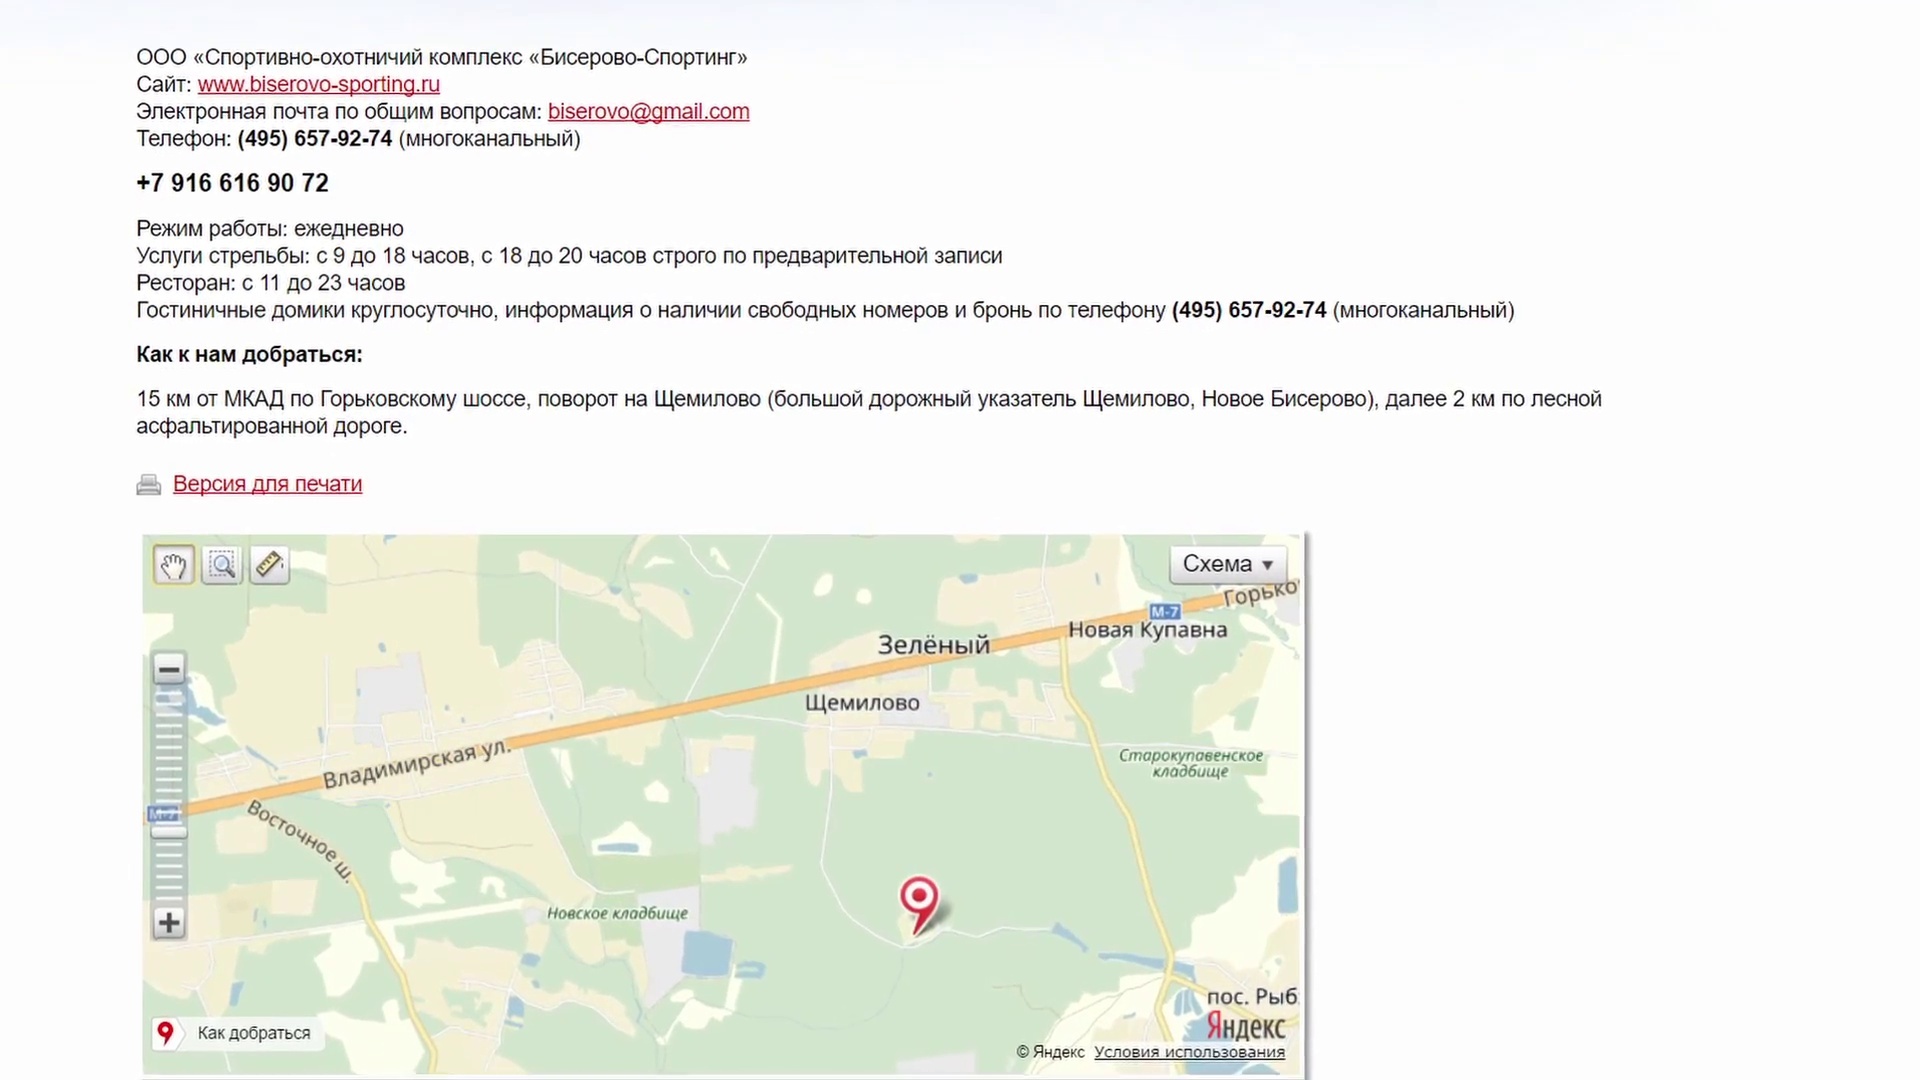 ООО «Спортивно-охотничий комплекс «Бисерово-Спортинг»
Сайт: www.biserovo-sporting.ru
Электронная почта по общим вопросам: biserovo@gmail.com
Телефон: (495) 657-92-74 (многоканальный)
+7 916 616 90 72
Режим работы: ежедневно
Услуги стрельбы: с 9 до 18 часов, с 18 до 20 часов строго по предварительной записи
Ресторан: с 11 до 23 часов
Гостиничные домики круглосуточно, информация о наличии свободных номеров и бронь по телефону (495) 657-92-74 (многоканальный)
Как к нам добраться:
15 км от МКАД по Горьковскому шоссе, поворот на Щемилово (большой дорожный указатель Щемилово, Новое Бисерово), далее 2 км по лесной
асфальтированной дороге.
Версия для печати
Схема
Горько
М-7
Новая Купавна
Зелёный
Щемилово
Владимирская ул.
Старокупавенское
кладбище
М-7
Восточное ш.
Новское кладбище
пос. Рыб
Яндекс
Как добраться
© Яндекс Условия использования